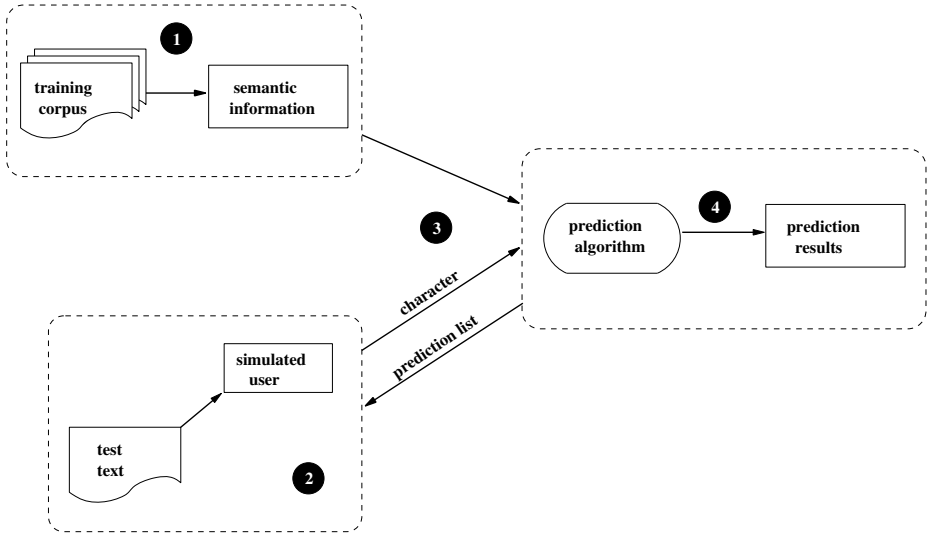 1
training
corpus
semantic
information
3
4
prediction
algorithm
prediction
results
character
prediction list
simulated
user
test
text
2